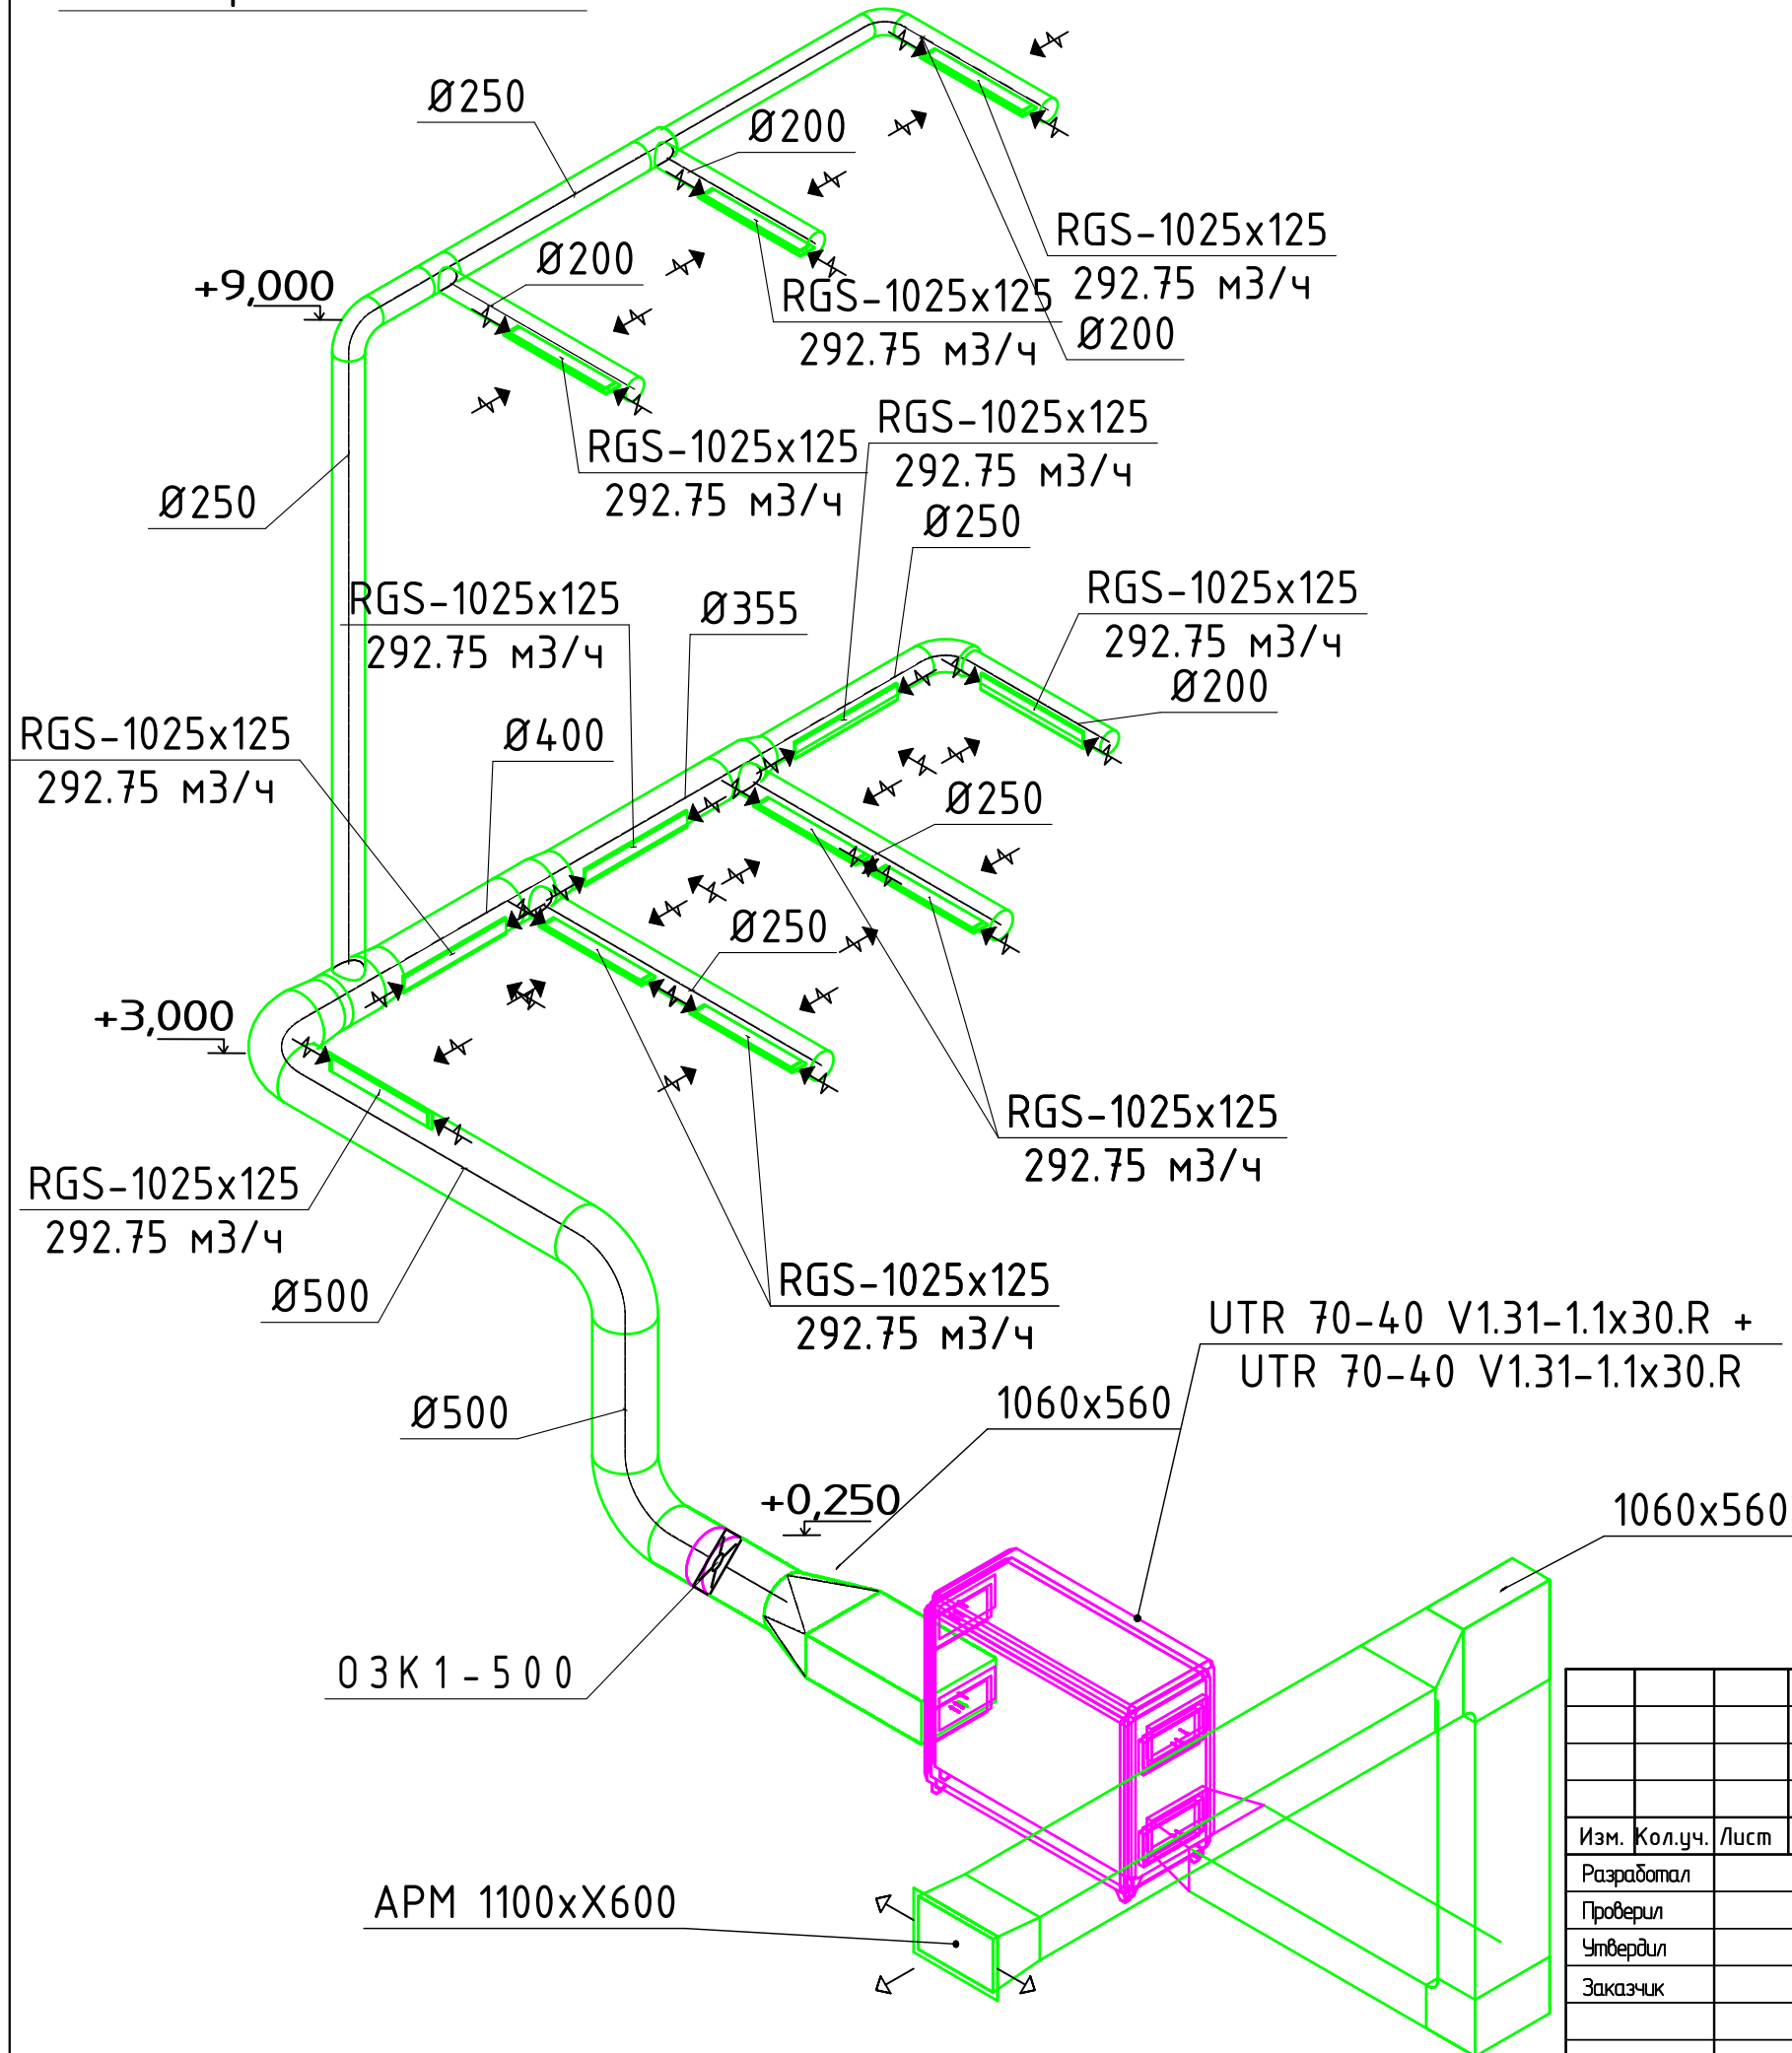 Ø250
Ø200
RGS-1025x125
292.75 м3/ч
Ø200
+9,000
RGS-1025x125
292.75 м3/ч
Ø200
RGS-1025x125
292.75 м3/ч
RGS-1025x125
292.75 м3/ч
Ø250
Ø250
RGS-1025x125
292.75 м3/ч
Ø355
RGS-1025x125
292.75 м3/ч
Ø200
RGS-1025x125
292.75 м3/ч
Ø400
Ø250
Ø250
+3,000
RGS-1025x125
292.75 м3/ч
RGS-1025x125
292.75 м3/ч
Ø500
RGS-1025x125
292.75 м3/ч
UTR 70-40 V1.31-1.1x30.R +
UTR 70-40 V1.31-1.1x30.R
Ø500
1060x560
+0,250
1060x560
ОЗК1-500
АРМ 1100xX600
Изм. Кол.уч. Лист
Разработал
Проверил
Утвердил
Заказчик